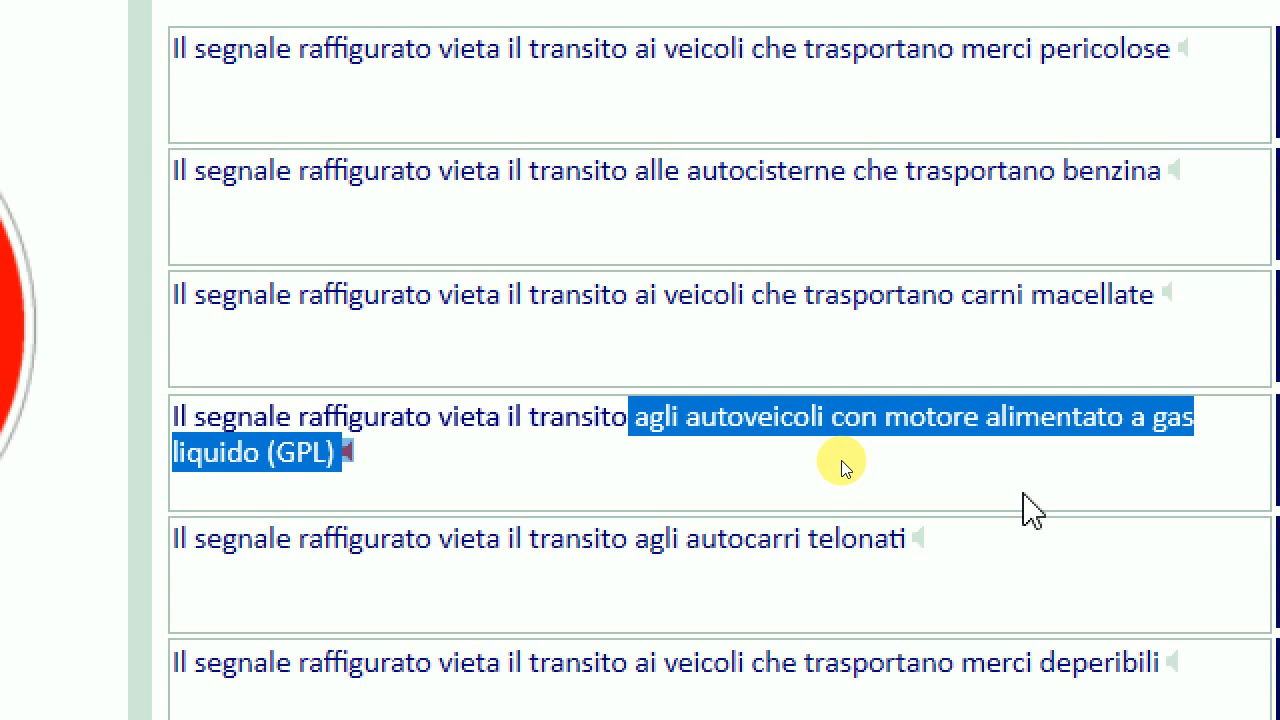 Il segnale raffigurato vieta il transito ai veicoli che trasportano merci pericolose
Il segnale raffigurato vieta il transito alle autocisterne che trasportano benzina
Il segnale raffigurato vieta il transito ai veicoli che trasportano carni macellate
Il segnale raffigurato vieta il transito agli autoveicoli con motore alimentato a gas
liquido (GPL)
Il segnale raffigurato vieta il transito agli autocarri telonati
Il segnale raffigurato vieta il transito ai veicoli che trasportano merci deperibili